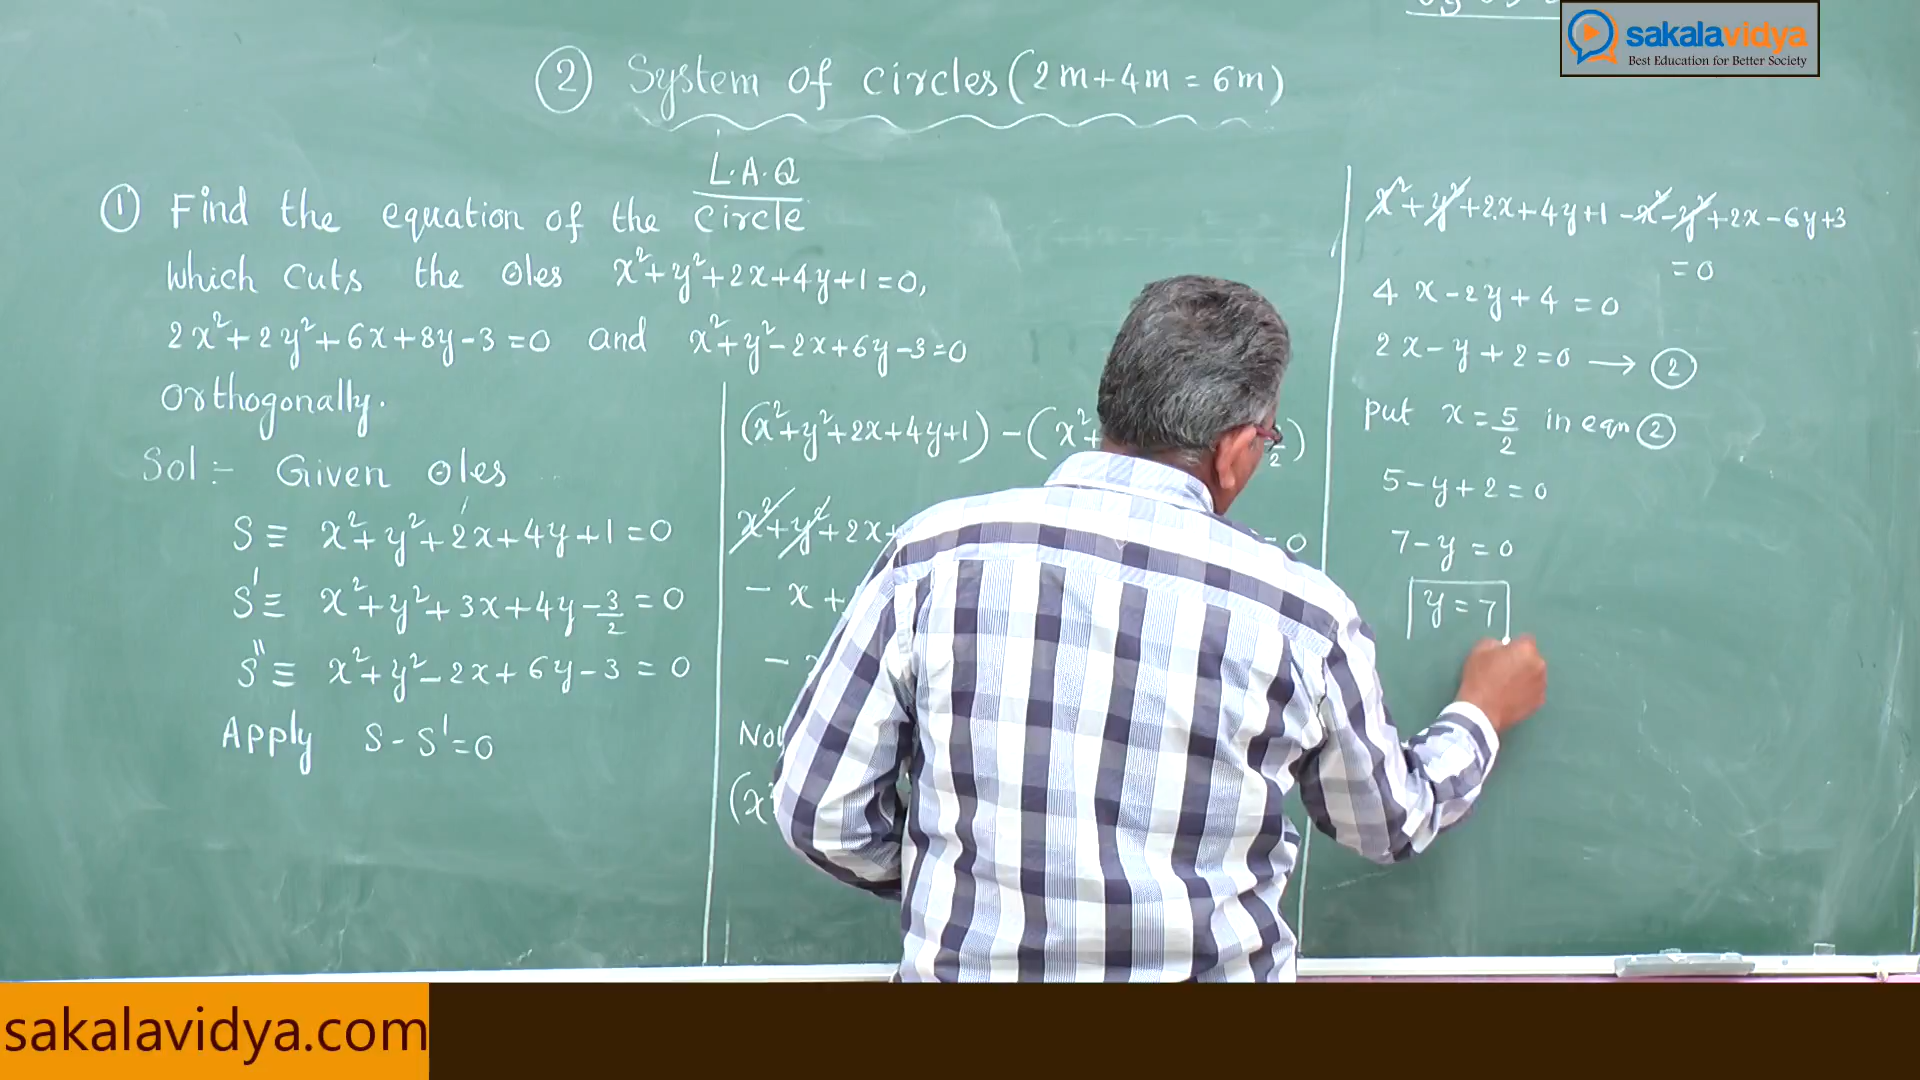 sakalavidya
Best Education for Better Society
② System of circles (2m+4m = 6m)
L.A.Q
① Find the equation of the circle
which cuts the ⊙les x²+y²+2x+4y+1=0,
2x²+2y²+6x+8y-3=0 and x²+y²-2x+6y-3=0
orthogonally.
Sol:- Given ⊙les
S≡ x²+y²+2x+4y+1=0
S'≡ x²+y²+3x+4y-3/2=0
S''≡ x²+y²-2x+6y-3=0
Apply S-S'=0
(x²+y²+2x+4y+1)-(x²+
x²+y²+2x+
=0
-x+
x²+y²+2x+4y+1-x²-y²+2x-6y+3
=0
4x-2y+4=0
2x-y+2=0 → ②
put x=5/2 in eqn ②
5-y+2=0
7-y=0
y=7
sakalavidya.com